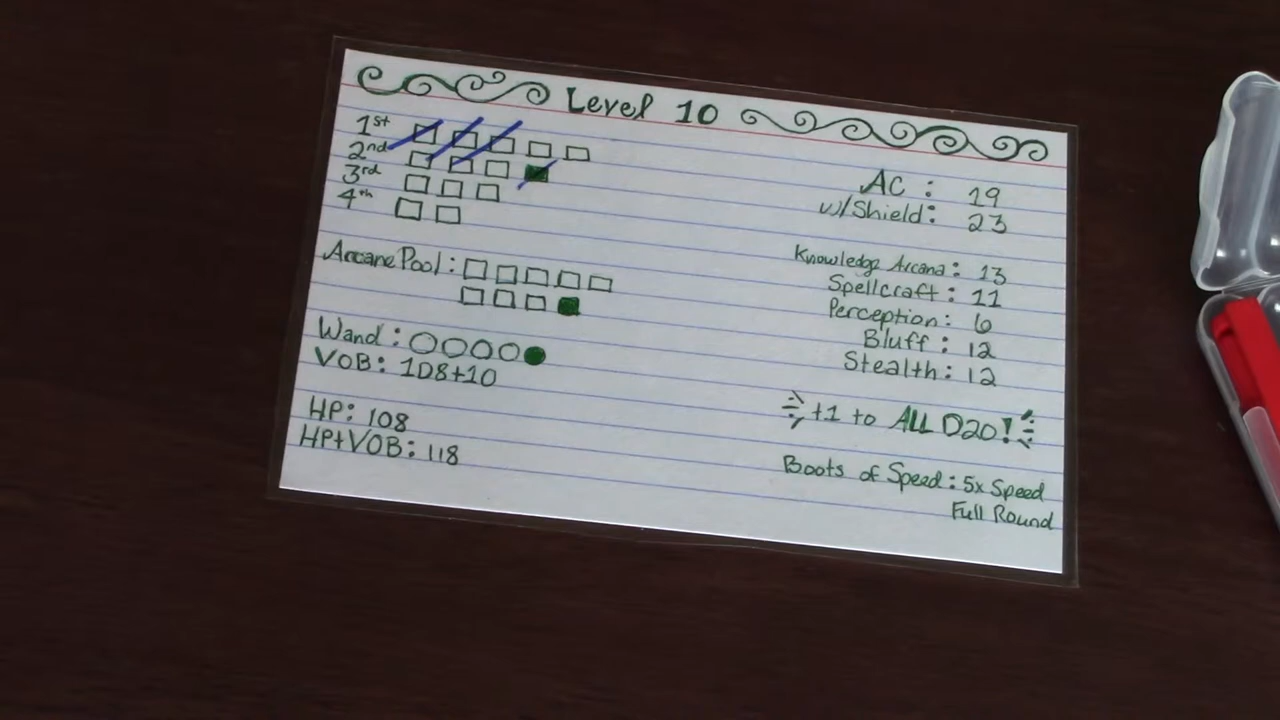 Level 10
1st
2nd
3rd
4th
Arcane Pool:
Wand:
VOB: 1D8+10
HP: 108
HP+VOB: 118
AC: 19
w/Shield: 23
Knowledge Arcana: 13
Spellcraft: 11
Perception: 6
Bluff: 12
Stealth: 12
+1 to ALL D20!
Boots of Speed: 5x Speed
Full Round